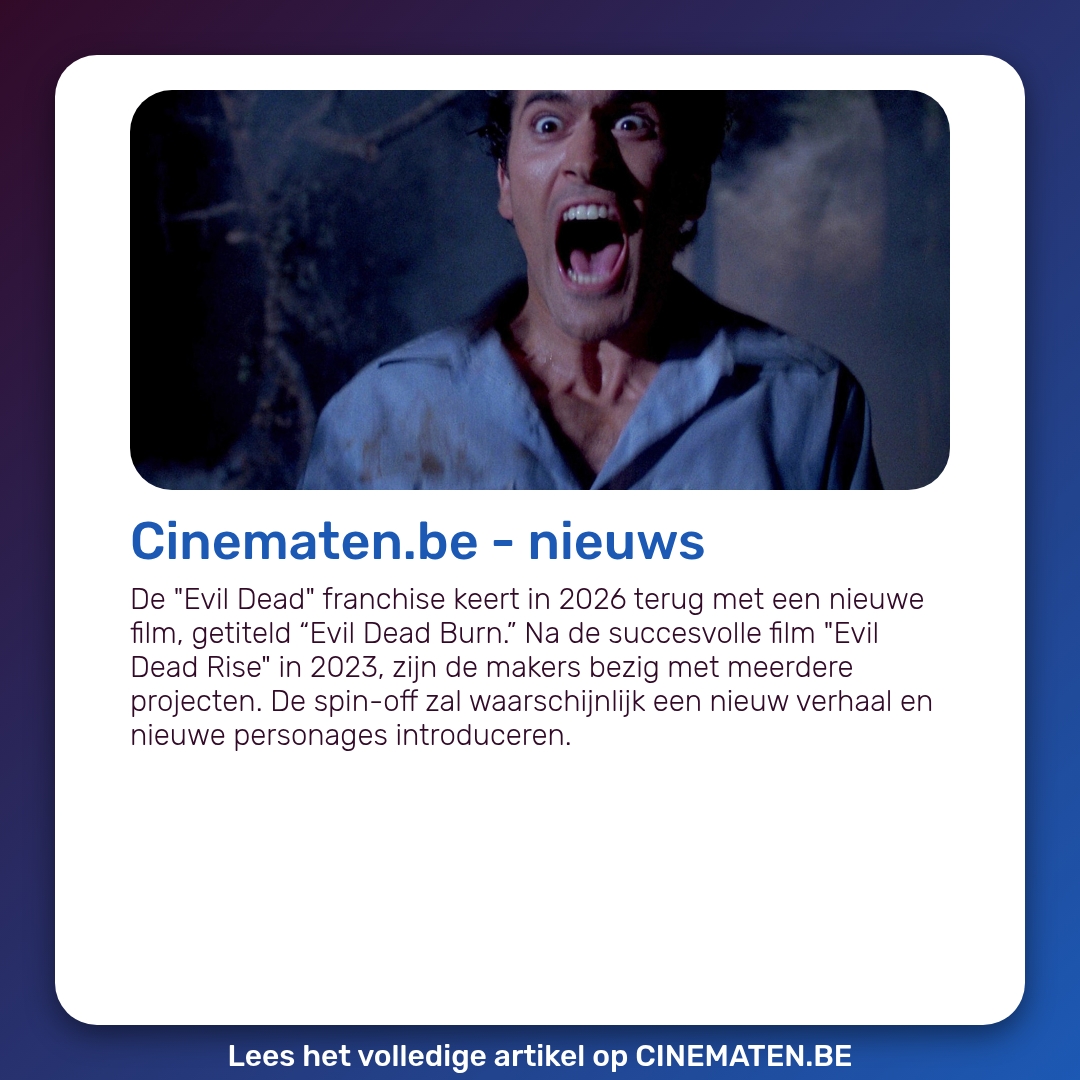 Cinematen.be - nieuws
De "Evil Dead" franchise keert in 2026 terug met een nieuwe
film, getiteld “Evil Dead Burn.” Na de succesvolle film "Evil
Dead Rise" in 2023, zijn de makers bezig met meerdere
projecten. De spin-off zal waarschijnlijk een nieuw verhaal en
nieuwe personages introduceren.
Lees het volledige artikel op CINEMATEN.BE